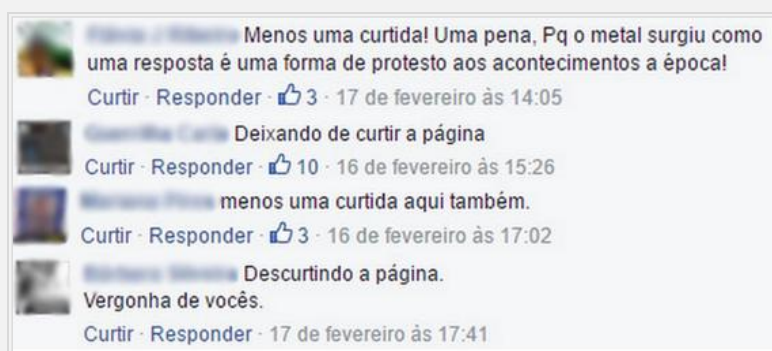 Menos uma curtida! Uma pena, Pq o metal surgiu como
uma resposta é uma forma de protesto aos acontecimentos a época!
Curtir · Responder · 3 · 17 de fevereiro às 14:05
Deixando de curtir a página
Curtir · Responder · 10 · 16 de fevereiro às 15:26
menos uma curtida aqui também.
Curtir · Responder · 3 · 16 de fevereiro às 17:02
Descurtindo a página.
Vergonha de vocês.
Curtir · Responder · 17 de fevereiro às 17:41